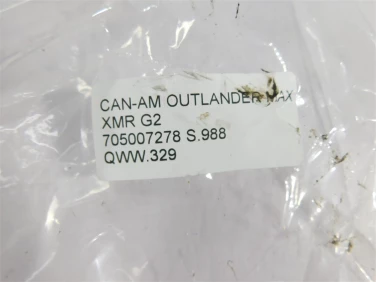 CAN-AM OUTLANDER MAX
XMR G2
705007278 S.988
QWW.329